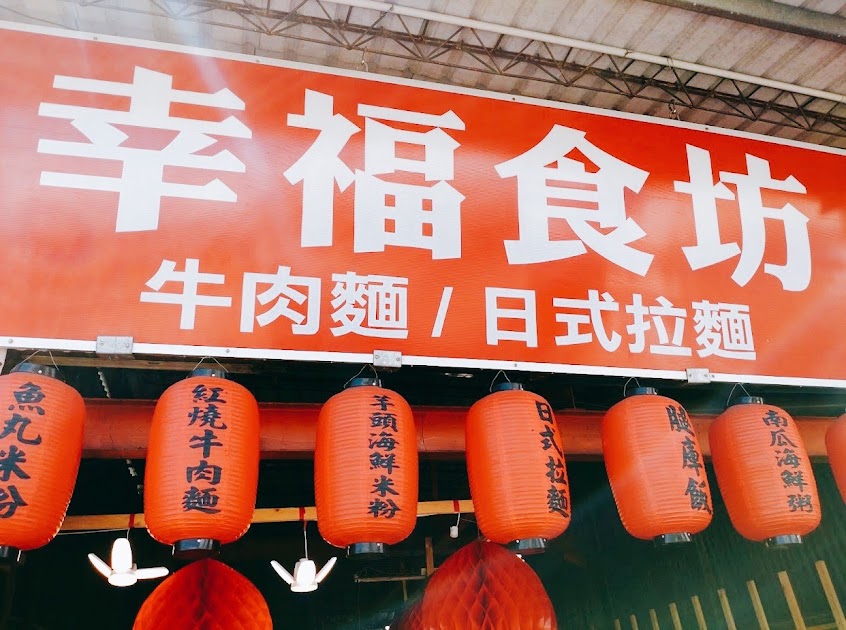 幸福食坊
牛肉麵/日式拉麵
魚丸米粉
紅燒牛肉麵
芋頭海鮮米粉
日式拉麵
腿庫飯
南瓜海鮮粥